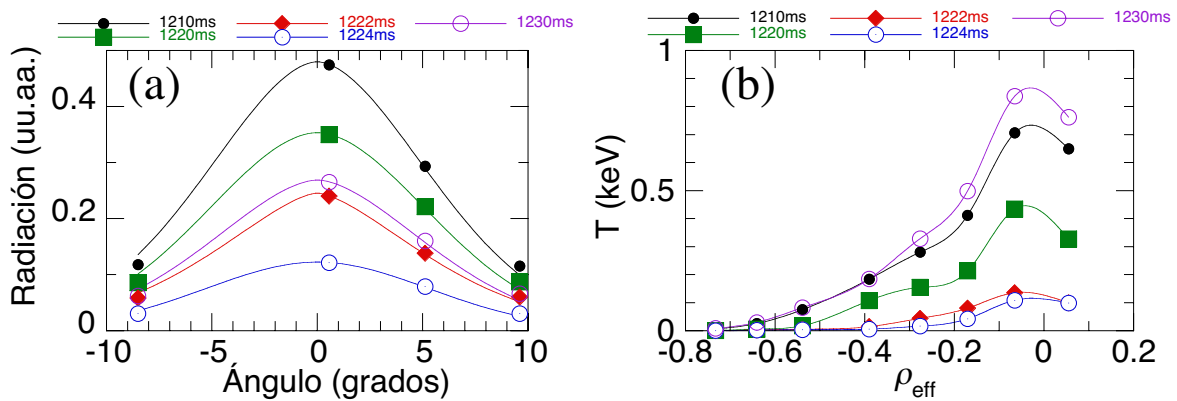 1210ms 1222ms 1230ms
1220ms 1224ms
(a)
Radiación (uu.aa.)
0.4
0.2
0
-10 -5 0 5 10
Ángulo (grados)
1210ms 1222ms 1230ms
1220ms 1224ms
(b)
T (keV)
1
0.5
0
-0.8 -0.6 -0.4 -0.2 0 0.2
ρeff